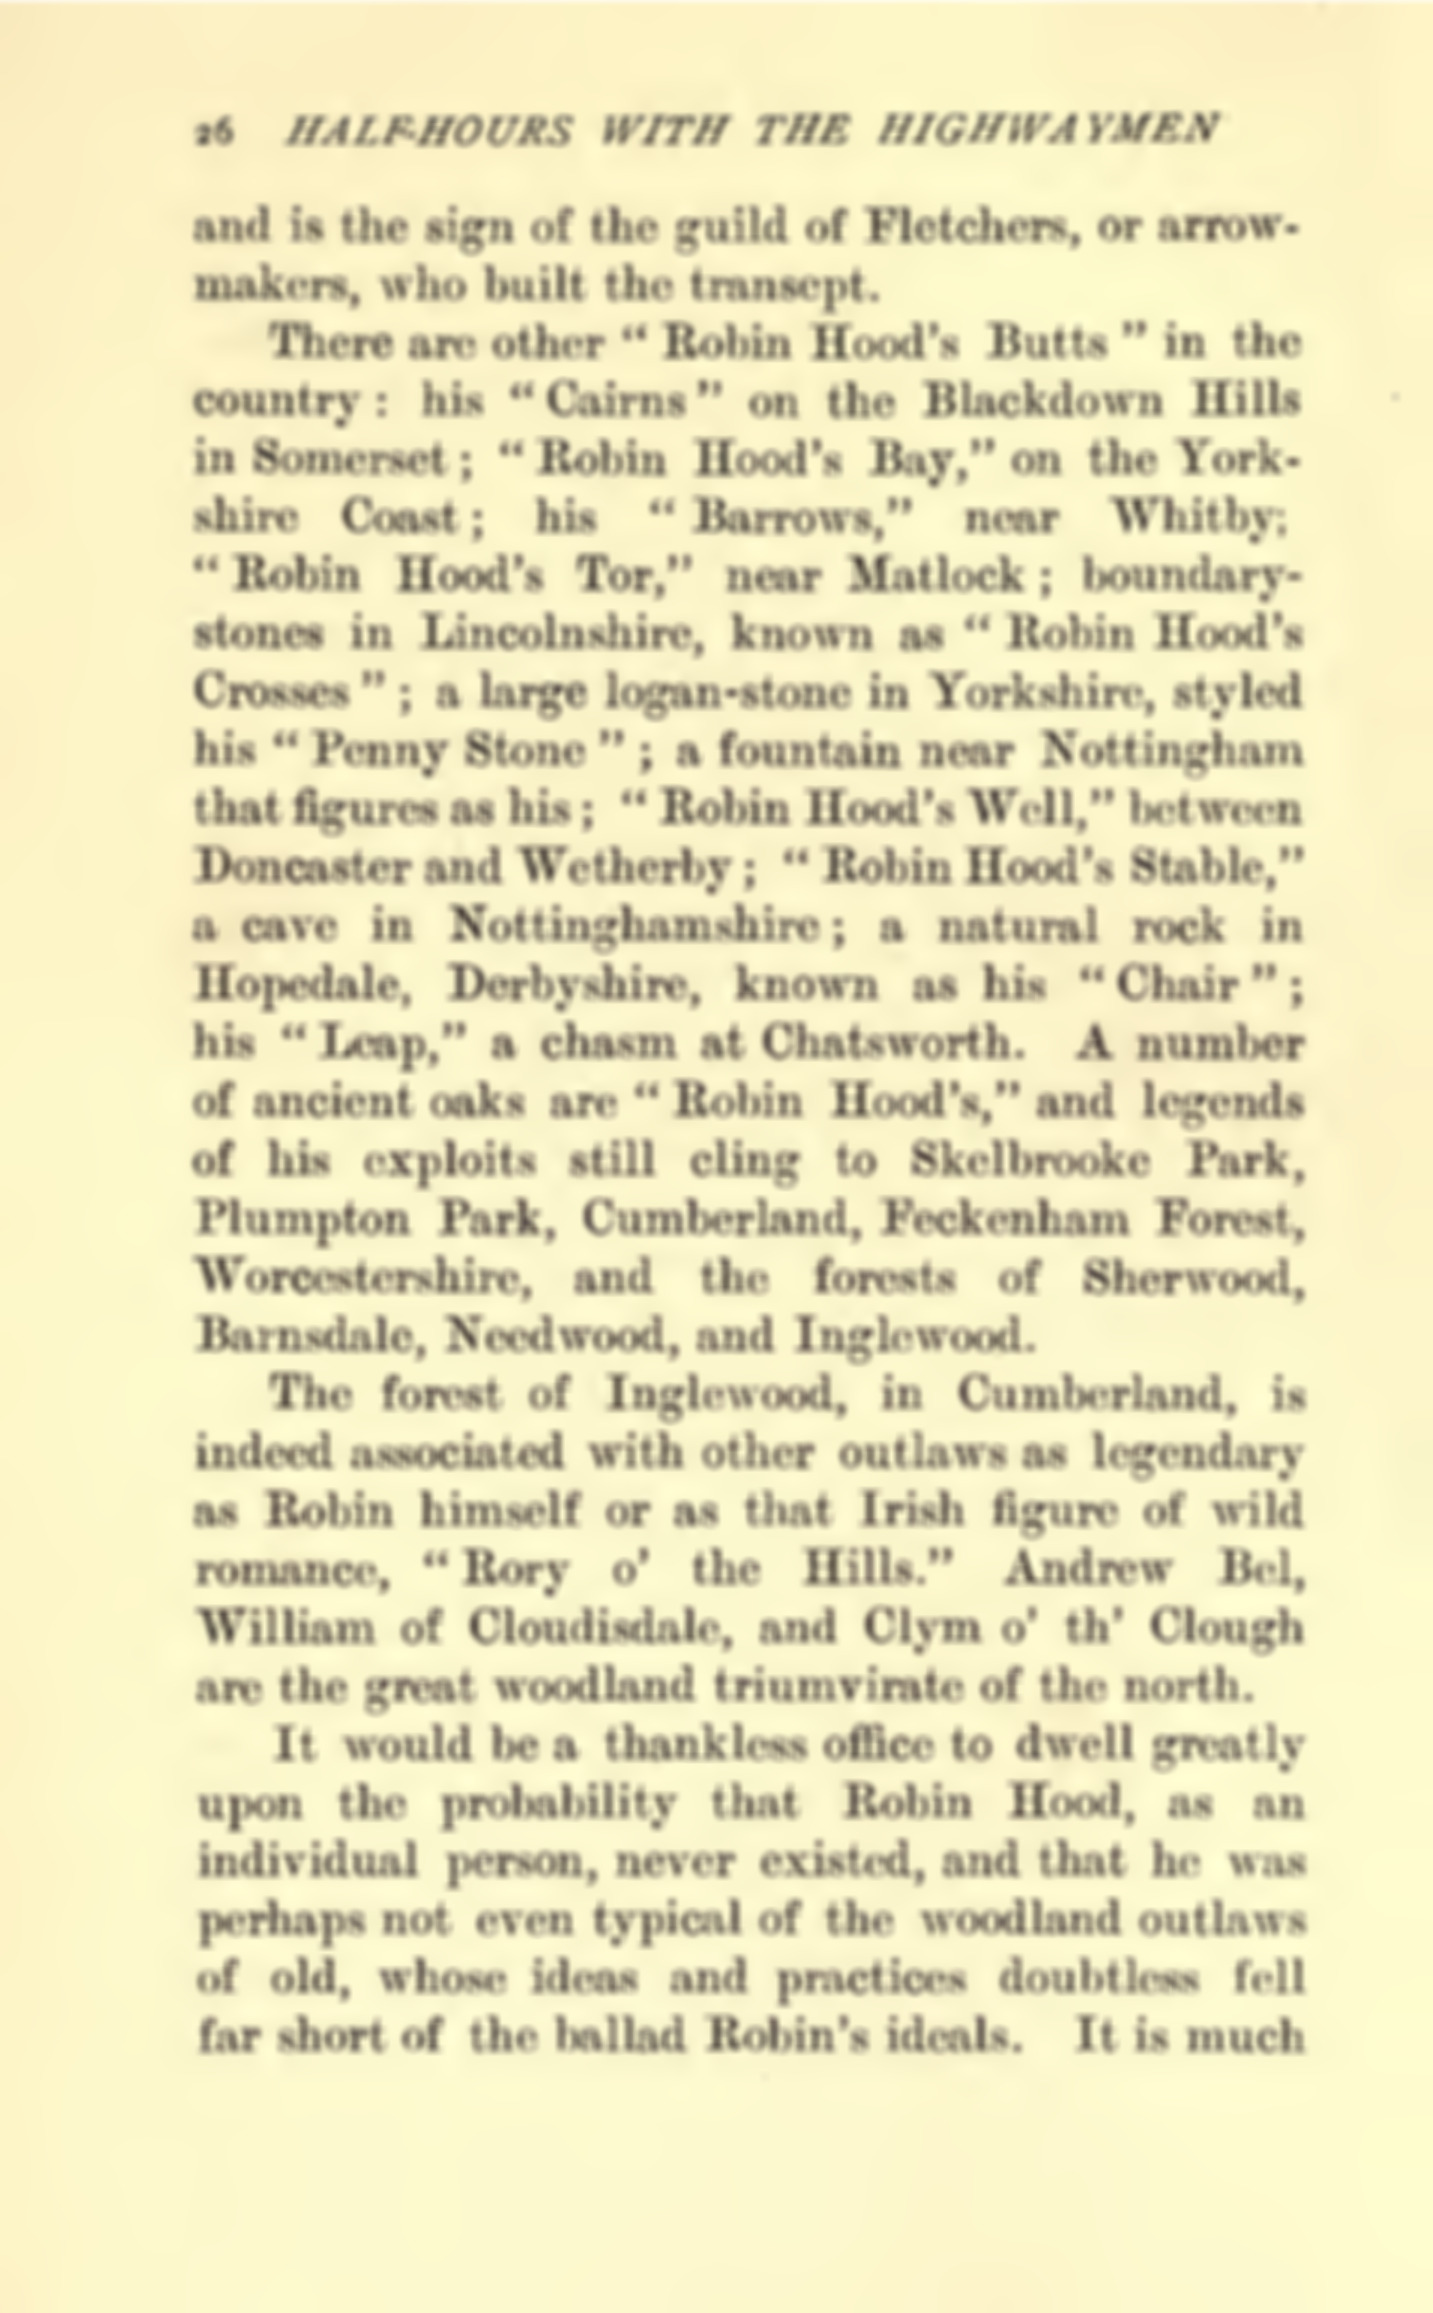 26 HALF-HOURS WITH THE HIGHWAYMEN
and is the sign of the guild of Fletchers, or arrow-
makers, who built the transept.
There are other “ Robin Hood’s Butts ” in the
country : his “ Cairns ” on the Blackdown Hills
in Somerset ; “ Robin Hood’s Bay,” on the York-
shire Coast ; his “ Barrows,” near Whitby;
“ Robin Hood’s Tor,” near Matlock ; boundary-
stones in Lincolnshire, known as “ Robin Hood’s
Crosses ” ; a large logan-stone in Yorkshire, styled
his “ Penny Stone ” ; a fountain near Nottingham
that figures as his ; “ Robin Hood’s Well,” between
Doncaster and Wetherby ; “ Robin Hood’s Stable,”
a cave in Nottinghamshire ; a natural rock in
Hopedale, Derbyshire, known as his “ Chair ” ;
his “ Leap,” a chasm at Chatsworth. A number
of ancient oaks are “ Robin Hood’s,” and legends
of his exploits still cling to Skelbrooke Park,
Plumpton Park, Cumberland, Feckenham Forest,
Worcestershire, and the forests of Sherwood,
Barnsdale, Needwood, and Inglewood.
The forest of Inglewood, in Cumberland, is
indeed associated with other outlaws as legendary
as Robin himself or as that Irish figure of wild
romance, “ Rory o’ the Hills.” Andrew Bel,
William of Cloudisdale, and Clym o’ th’ Clough
are the great woodland triumvirate of the north.
It would be a thankless office to dwell greatly
upon the probability that Robin Hood, as an
individual person, never existed, and that he was
perhaps not even typical of the woodland outlaws
of old, whose ideas and practices doubtless fell
far short of the ballad Robin’s ideals. It is much